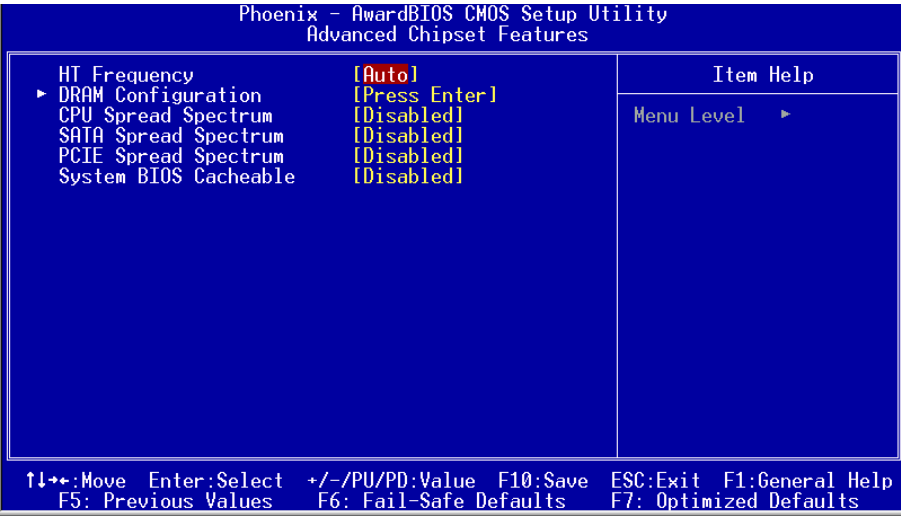 Phoenix - AwardBIOS CMOS Setup Utility
Advanced Chipset Features
HT Frequency [Auto]
► DRAM Configuration [Press Enter]
CPU Spread Spectrum [Disabled]
SATA Spread Spectrum [Disabled]
PCIE Spread Spectrum [Disabled]
System BIOS Cacheable [Disabled]
Item Help
Menu Level ►
↑↓→←:Move Enter:Select +/-/PU/PD:Value F10:Save ESC:Exit F1:General Help
F5: Previous Values F6: Fail-Safe Defaults F7: Optimized Defaults